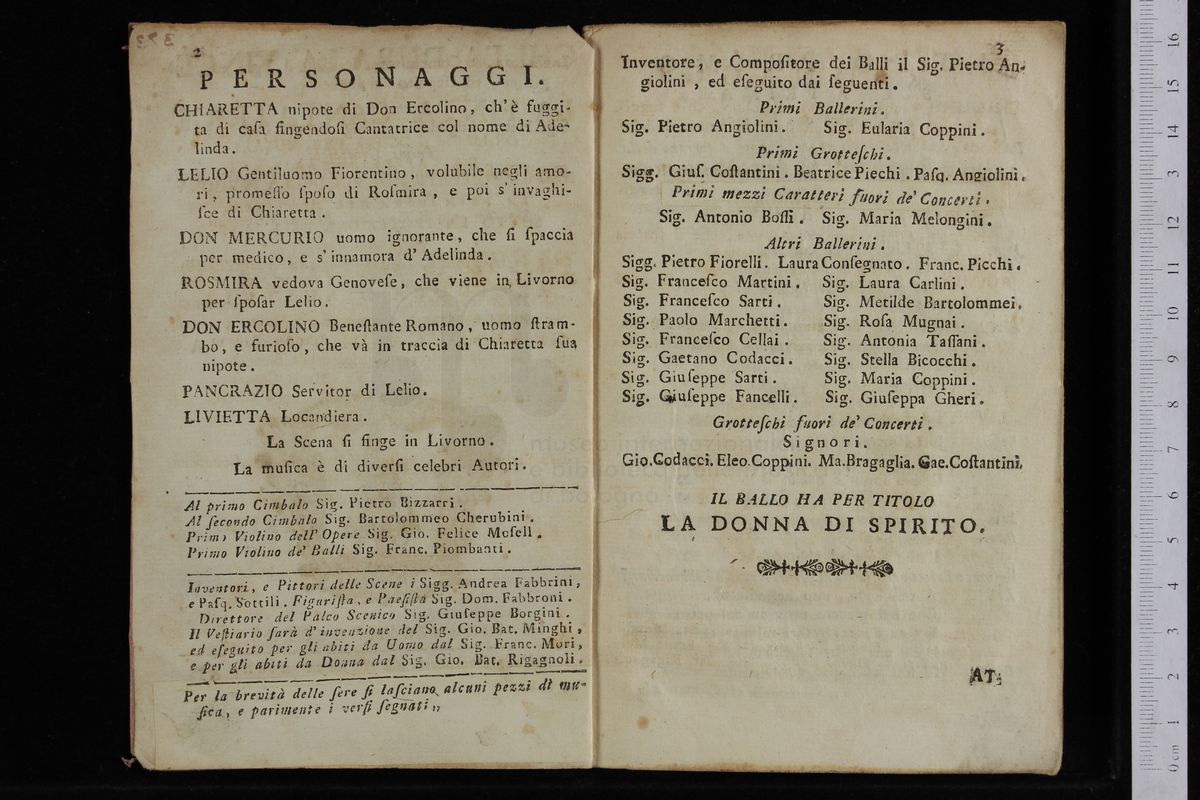 2
PERSONAGGI.
CHIARETTA nipote di Don Ercolino, ch'è fuggi-
ta di caſa fingendoſi Cantatrice col nome di Ade-
linda.
LELIO Gentiluomo Fiorentino, volubile negli amo-
ri, promeſſo ſpoſo di Roſmira, e poi s'invaghi-
ſce di Chiaretta.
DON MERCURIO uomo ignorante, che ſi ſpaccia
per medico, e s'innamora d'Adelinda.
ROSMIRA vedova Genoveſe, che viene in Livorno
per ſpoſar Lelio.
DON ERCOLINO Beneſtante Romano, uomo ſtram-
bo, e furioſo, che và in traccia di Chiaretta ſua
nipote.
PANCRAZIO Servitor di Lelio.
LIVIETTA Locandiera.
La Scena ſi finge in Livorno.
La muſica è di diverſi celebri Autori.
Al primo Cimbalo Sig. Pietro Bizzarri.
Al ſecondo Cimbalo Sig. Bartolommeo Cherubini.
Primo Violino dell' Opere Sig. Gio. Felice Moſell.
Primo Violino de' Balli Sig. Franc. Piombanti.
Inventori, e Pittori delle Scene i Sigg. Andrea Fabbrini,
e Paſq. Sottili. Figuriſta, e Paeſiſta Sig. Dom. Fabbroni.
Direttore del Palco Scenico Sig. Giuſeppe Borgini.
Il Veſtiario ſarà d'invenzione del Sig. Gio. Bat. Minghi,
ed eſeguito per gli abiti da Uomo dal Sig. Franc. Mori,
e per gli abiti da Donna dal Sig. Gio. Bat. Rigagnoli.
Per la brevità delle ſere ſi laſciano alcuni pezzi di mu-
ſica, e parimente i verſi ſegnati „
3
Inventore, e Compoſitore dei Balli il Sig. Pietro An-
giolini, ed eſeguito dai ſeguenti.
Primi Ballerini.
Sig. Pietro Angiolini. Sig. Eularia Coppini.
Primi Grotteſchi.
Sigg. Giuſ. Coſtantini. Beatrice Piechi. Paſq. Angiolini.
Primi mezzi Caratteri fuori de' Concerti.
Sig. Antonio Boſſi. Sig. Maria Melongini.
Altri Ballerini.
Sigg. Pietro Fiorelli. Laura Conſegnato. Franc. Picchi.
Sig. Franceſco Martini. Sig. Laura Carlini.
Sig. Franceſco Sarti. Sig. Metilde Bartolommei.
Sig. Paolo Marchetti. Sig. Roſa Mugnai.
Sig. Franceſco Cellai. Sig. Antonia Taſſani.
Sig. Gaetano Codacci. Sig. Stella Bicocchi.
Sig. Giuſeppe Sarti. Sig. Maria Coppini.
Sig. Giuſeppe Fancelli. Sig. Giuſeppa Gheri.
Grotteſchi fuori de' Concerti.
Signori.
Gio. Codacci. Eleo. Coppini. Ma. Bragaglia. Gae. Coſtantini.
IL BALLO HA PER TITOLO
LA DONNA DI SPIRITO.
AT-